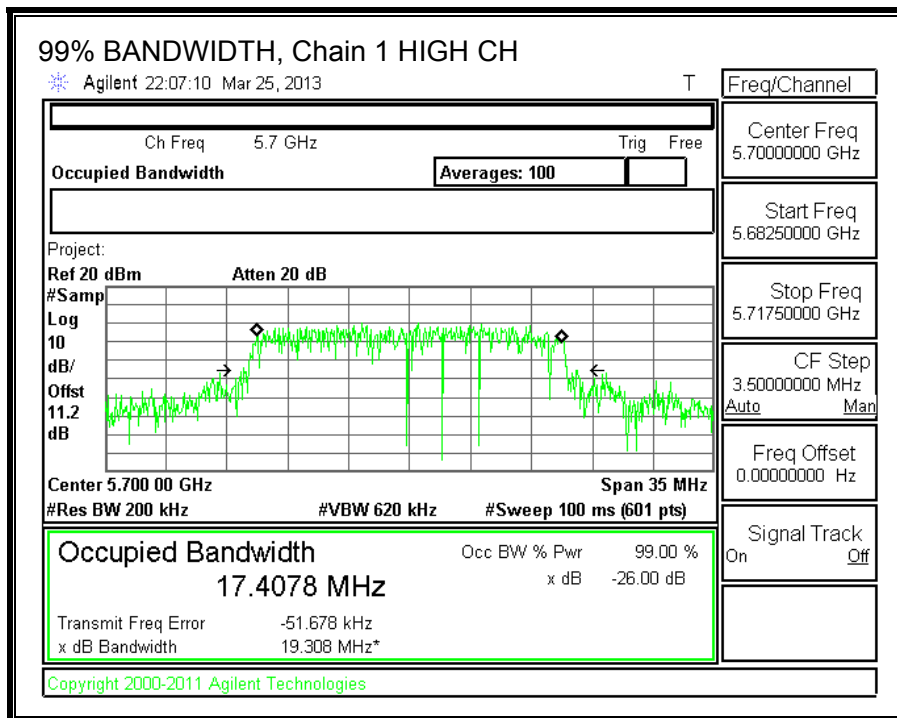 99% BANDWIDTH, Chain 1 HIGH CH
Agilent 22:07:10 Mar 25, 2013 T
Freq/Channel
Ch Freq 5.7 GHz Trig Free
Occupied Bandwidth Averages: 100
Center Freq
5.70000000 GHz
Start Freq
5.68250000 GHz
Stop Freq
5.71750000 GHz
CF Step
3.50000000 MHz
Auto Man
Freq Offset
0.00000000 Hz
Signal Track
On Off
Project:
Ref 20 dBm Atten 20 dB
#Samp
Log
10
dB/
Offst
11.2
dB
Center 5.700 00 GHz Span 35 MHz
#Res BW 200 kHz #VBW 620 kHz #Sweep 100 ms (601 pts)
Occupied Bandwidth Occ BW % Pwr 99.00 %
17.4078 MHz x dB -26.00 dB
Transmit Freq Error -51.678 kHz
x dB Bandwidth 19.308 MHz*
Copyright 2000-2011 Agilent Technologies